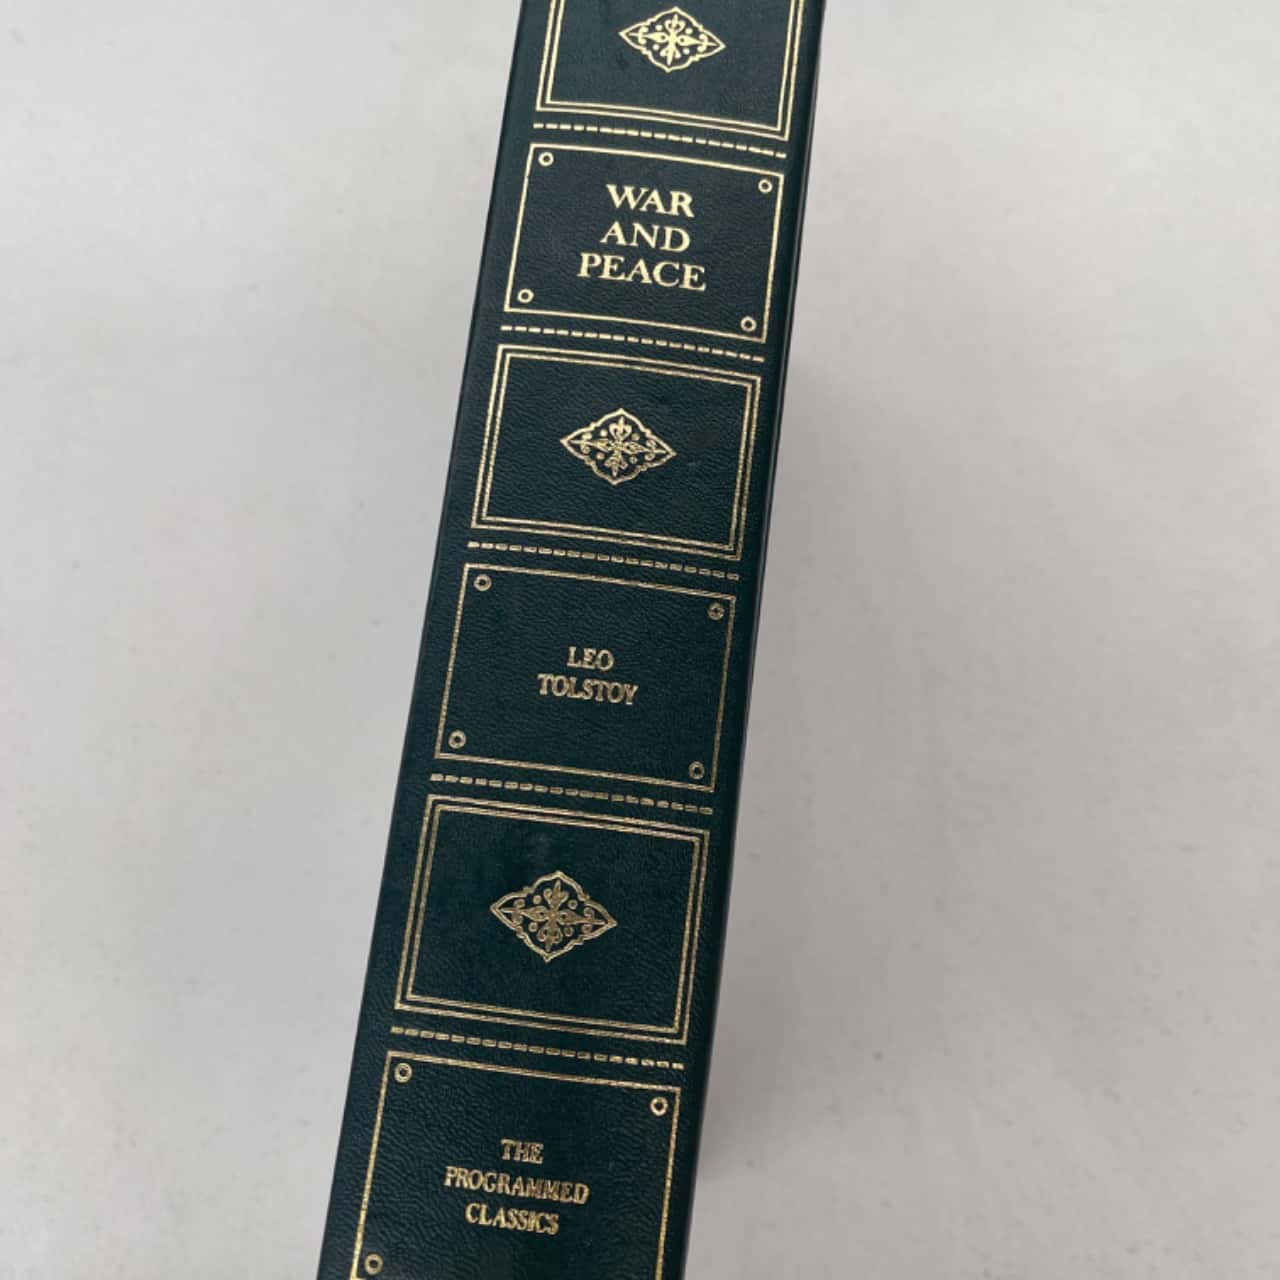 WAR
AND
PEACE
LEO
TOLSTOY
THE
PROGRAMMED
CLASSICS